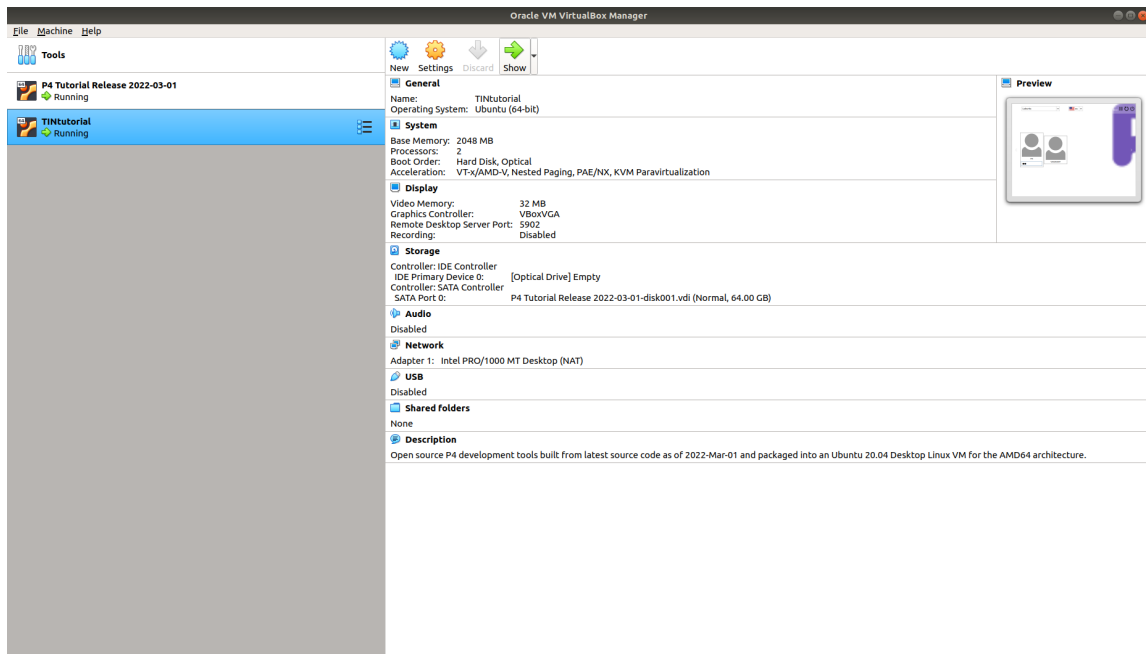 Oracle VM VirtualBox Manager
File Machine Help
Tools
P4 Tutorial Release 2022-03-01
Running
TINtutorial
Running
New Settings Discard Show
General
Name: TINtutorial
Operating System: Ubuntu (64-bit)
System
Base Memory: 2048 MB
Processors: 2
Boot Order: Hard Disk, Optical
Acceleration: VT-x/AMD-V, Nested Paging, PAE/NX, KVM Paravirtualization
Display
Video Memory: 32 MB
Graphics Controller: VBoxVGA
Remote Desktop Server Port: 5902
Recording: Disabled
Storage
Controller: IDE Controller
IDE Primary Device 0: [Optical Drive] Empty
Controller: SATA Controller
SATA Port 0: P4 Tutorial Release 2022-03-01-disk001.vdi (Normal, 64.00 GB)
Audio
Disabled
Network
Adapter 1: Intel PRO/1000 MT Desktop (NAT)
USB
Disabled
Shared folders
None
Description
Open source P4 development tools built from latest source code as of 2022-Mar-01 and packaged into an Ubuntu 20.04 Desktop Linux VM for the AMD64 architecture.
Preview